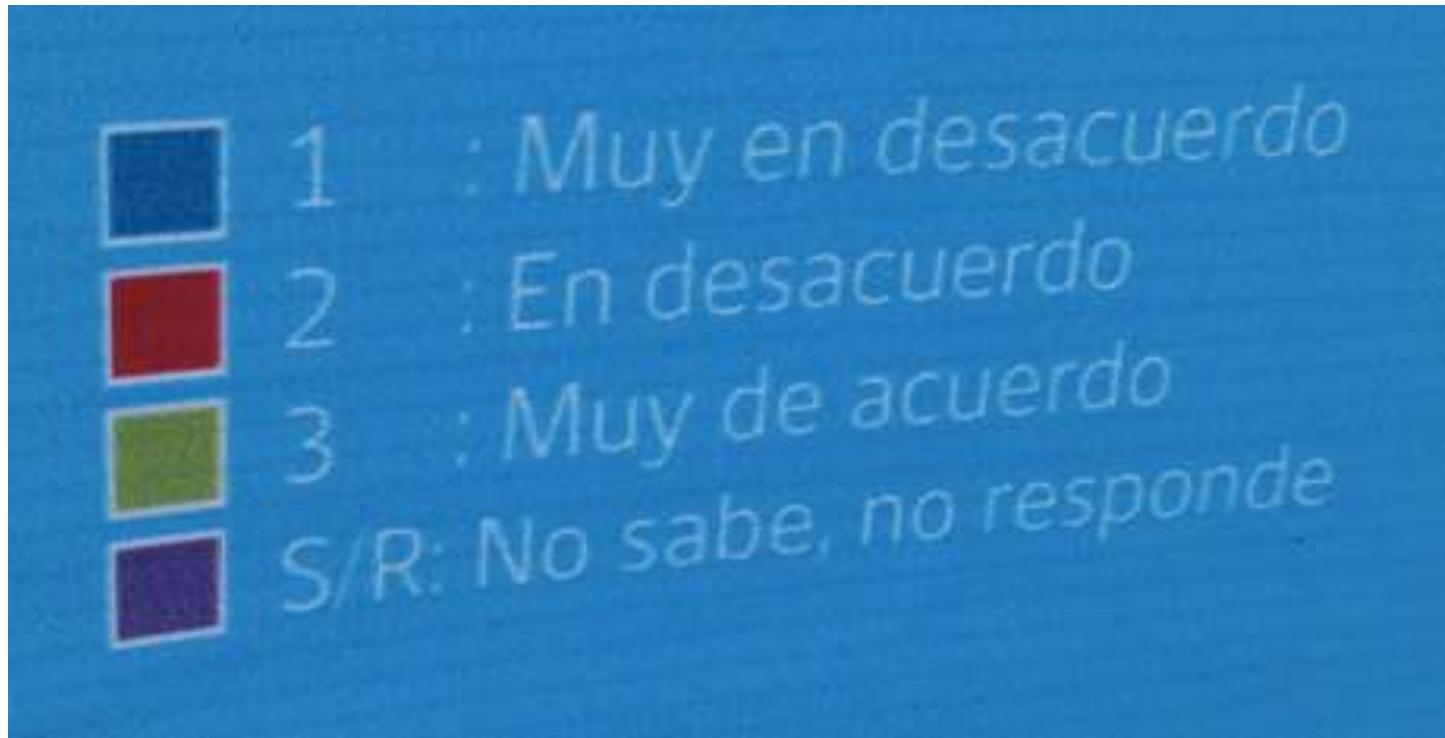 1 : Muy en desacuerdo
2 : En desacuerdo
3 : Muy de acuerdo
S/R: No sabe, no responde